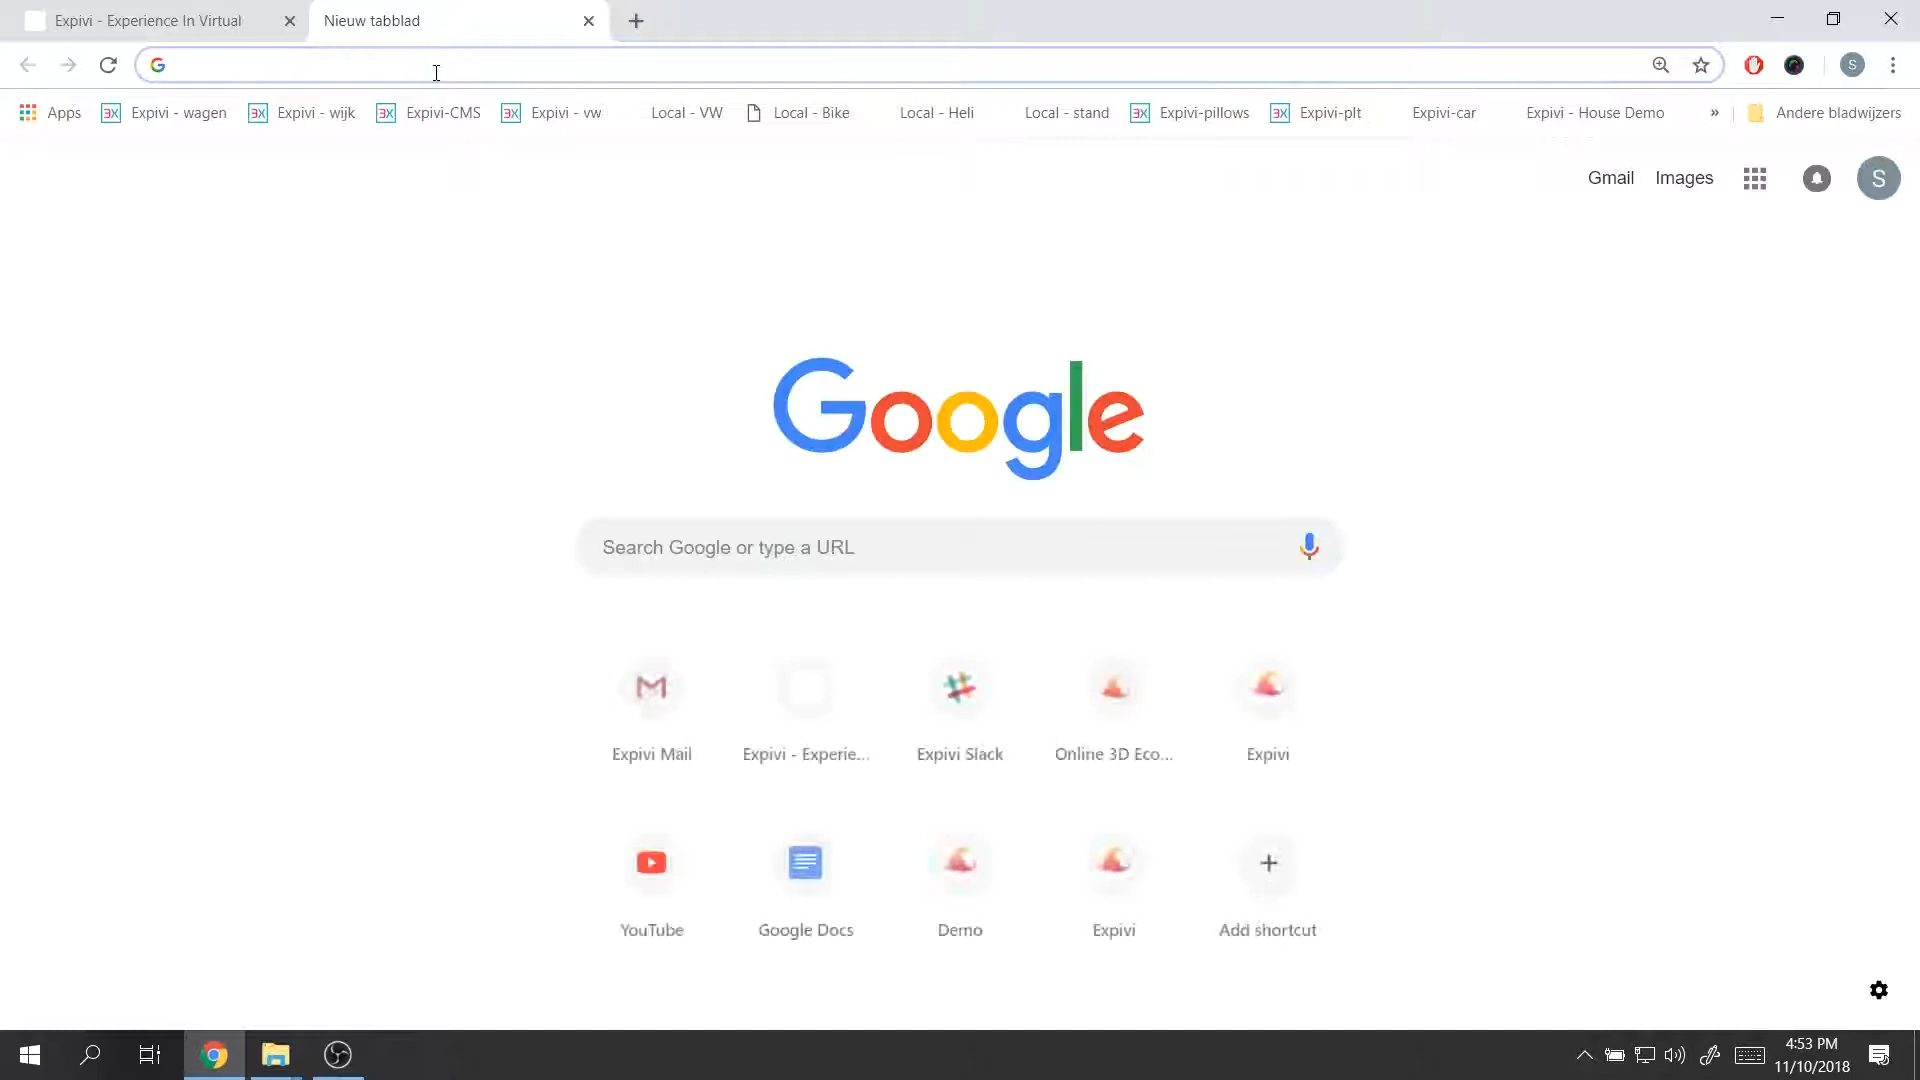 Expivi - Experience In Virtual
Nieuw tabblad
Apps
Expivi - wagen
Expivi - wijk
Expivi-CMS
Expivi - vw
Local - VW
Local - Bike
Local - Heli
Local - stand
Expivi-pillows
Expivi-plt
Expivi-car
Expivi - House Demo
»
Andere bladwijzers
Gmail
Images
S
Google
Search Google or type a URL
Expivi Mail
Expivi - Experie...
Expivi Slack
Online 3D Eco...
Expivi
YouTube
Google Docs
Demo
Expivi
Add shortcut
4:53 PM
11/10/2018